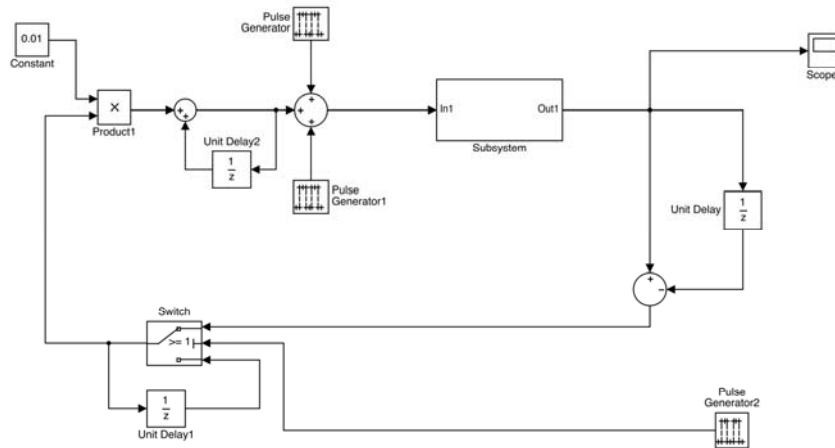 Pulse
Generator
0.01
Constant
Scope
×
Product1
+
+
+
+
+
In1
Out1
Subsystem
Unit Delay2
1
z
Pulse
Generator1
Unit Delay
1
z
+
−
Switch
>= 1
1
z
Unit Delay1
Pulse
Generator2